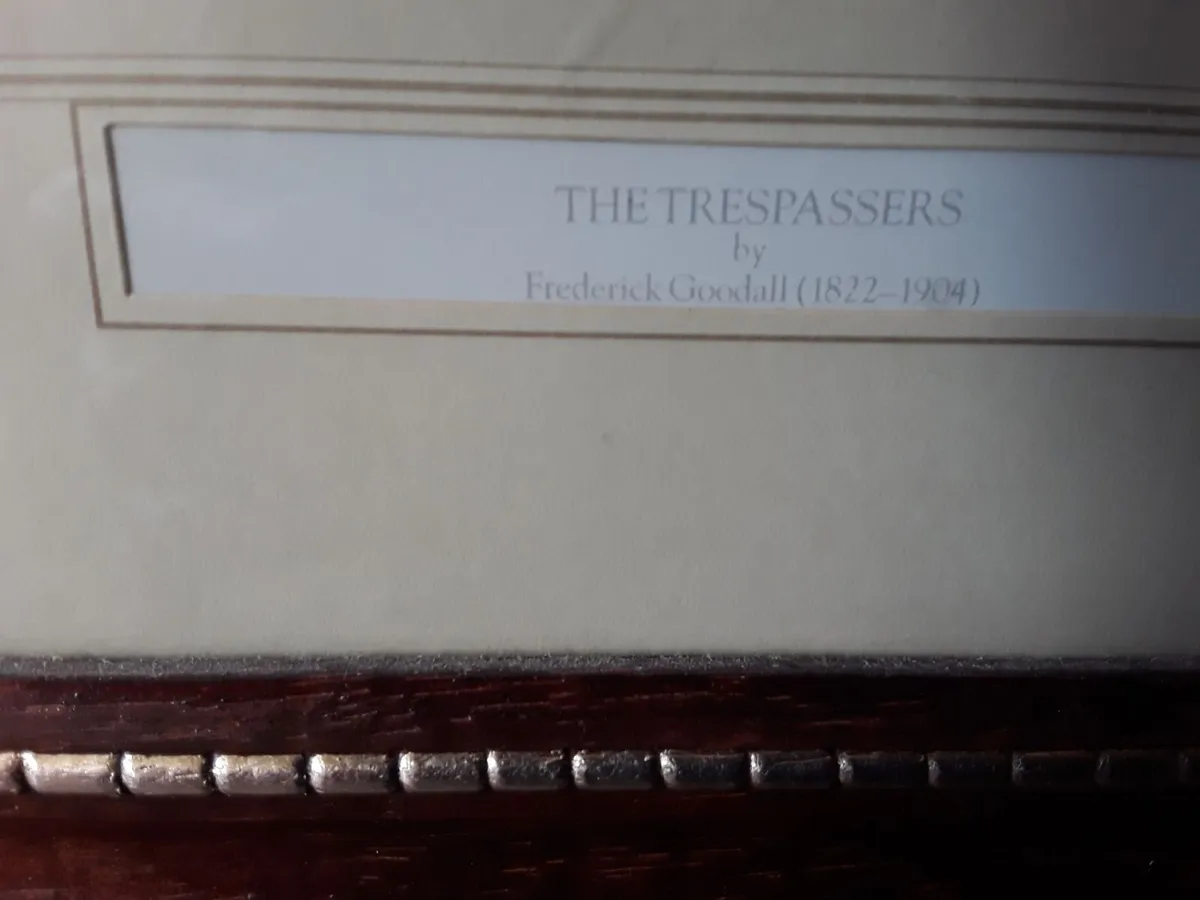 THE TRESPASSERS
by
Frederick Goodall (1822–1904)